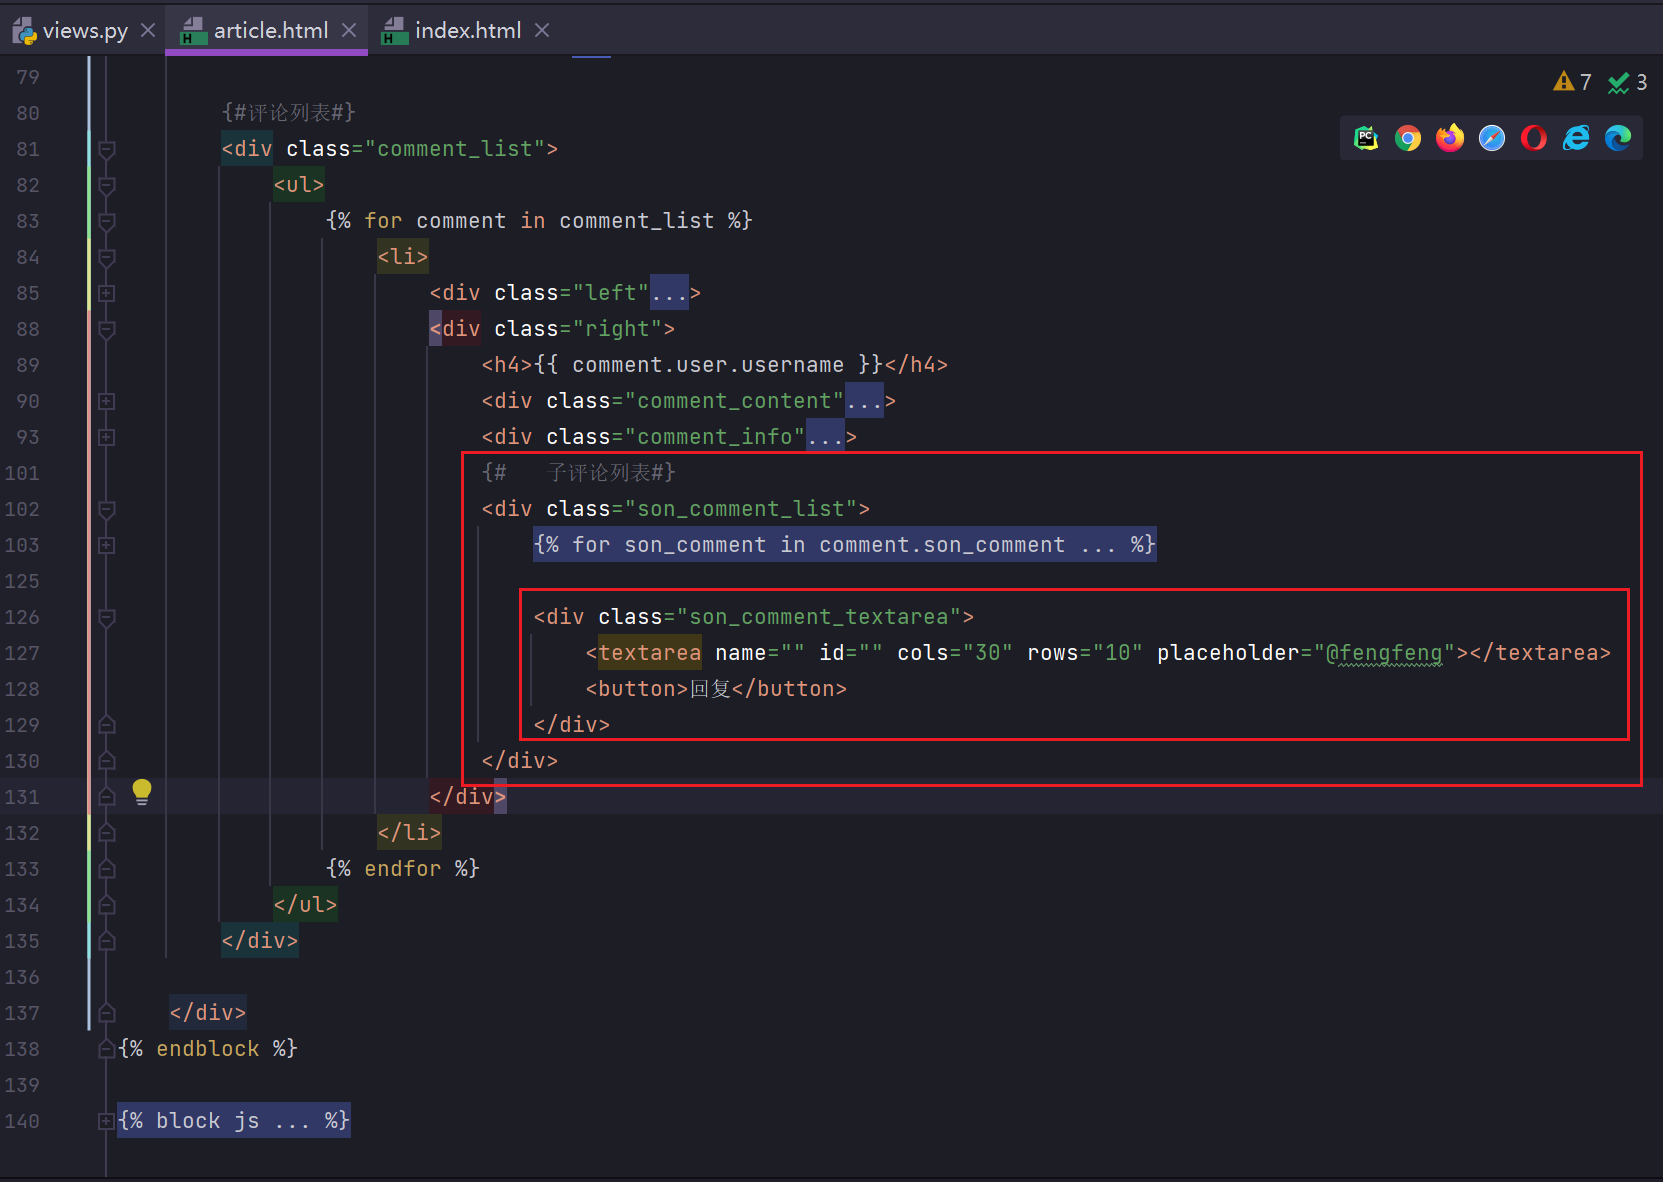 views.py article.html index.html
79
7 3
80 {#评论列表#}
81 <div class="comment_list">
82 <ul>
83 {% for comment in comment_list %}
84 <li>
85 <div class="left"...>
88 <div class="right">
89 <h4>{{ comment.user.username }}</h4>
90 <div class="comment_content"...>
93 <div class="comment_info"...>
101 {# 子评论列表#}
102 <div class="son_comment_list">
103 {% for son_comment in comment.son_comment ... %}
125
126 <div class="son_comment_textarea">
127 <textarea name="" id="" cols="30" rows="10" placeholder="@fengfeng"></textarea>
128 <button>回复</button>
129 </div>
130 </div>
131 </div>
132 </li>
133 {% endfor %}
134 </ul>
135 </div>
136
137 </div>
138 {% endblock %}
139
140 {% block js ... %}